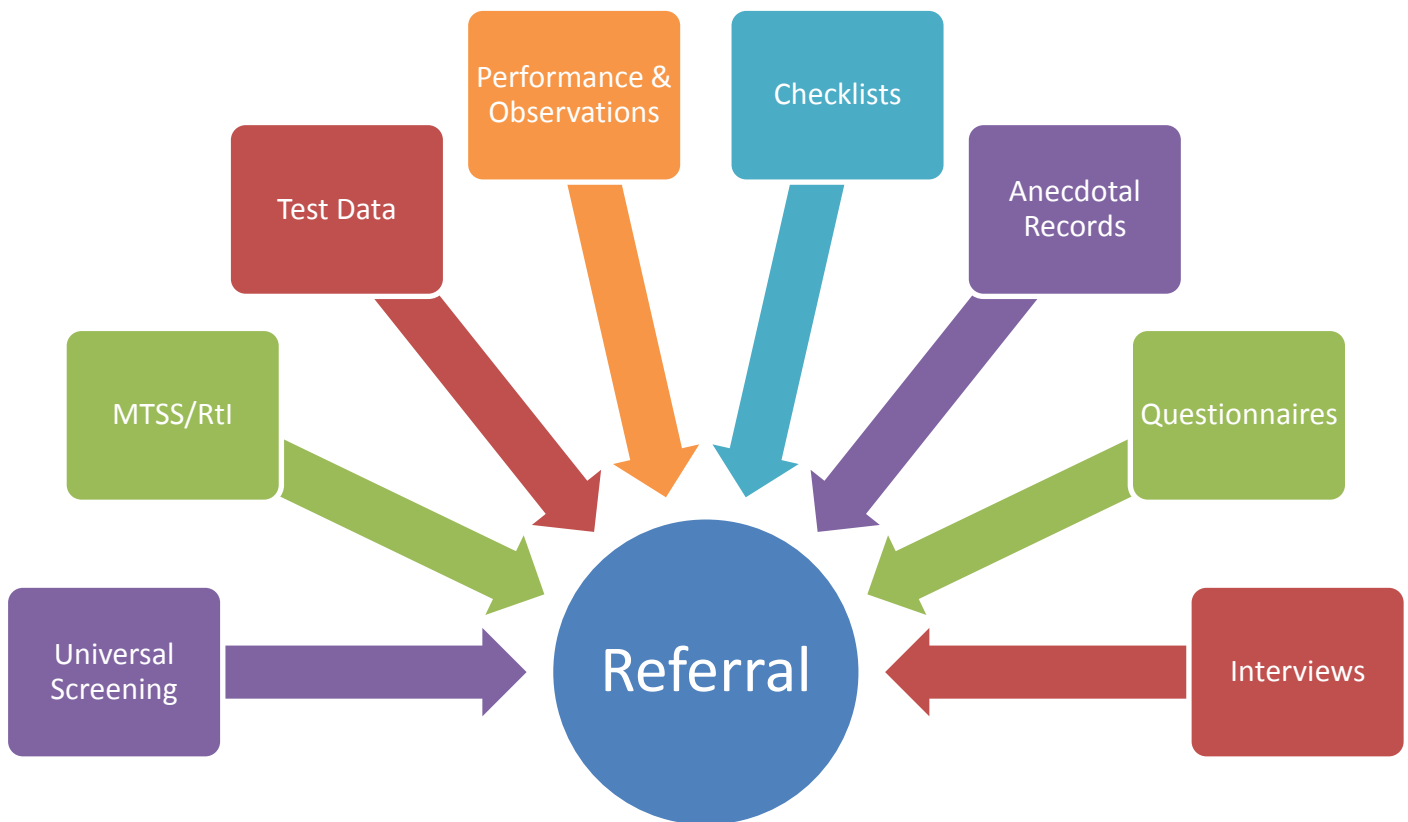 Performance &
Observations
Checklists
Test Data
Anecdotal
Records
MTSS/RtI
Questionnaires
Universal
Screening
Referral
Interviews